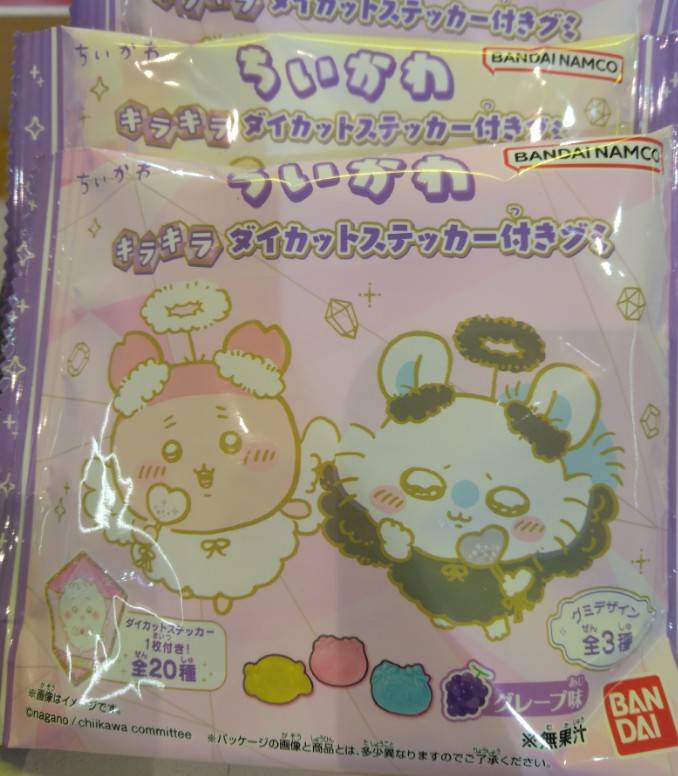 ダイカットステッカー付きグミ
ちいかわ
ちいかわ
BANDAI NAMCO
キラキラ ダイカットステッカー付きグミ
ちいかわ
ちいかわ
BANDAI NAMCO
キラキラ ダイカットステッカー付きグミ
ダイカットステッカー
1枚付き!
全20種
グミデザイン
全3種
グレープ味
※画像はイメージです。
©nagano / chiikawa committee
※無果汁
※パッケージの画像と商品とは、多少異なりますのでご了承ください。
BAN
DAI